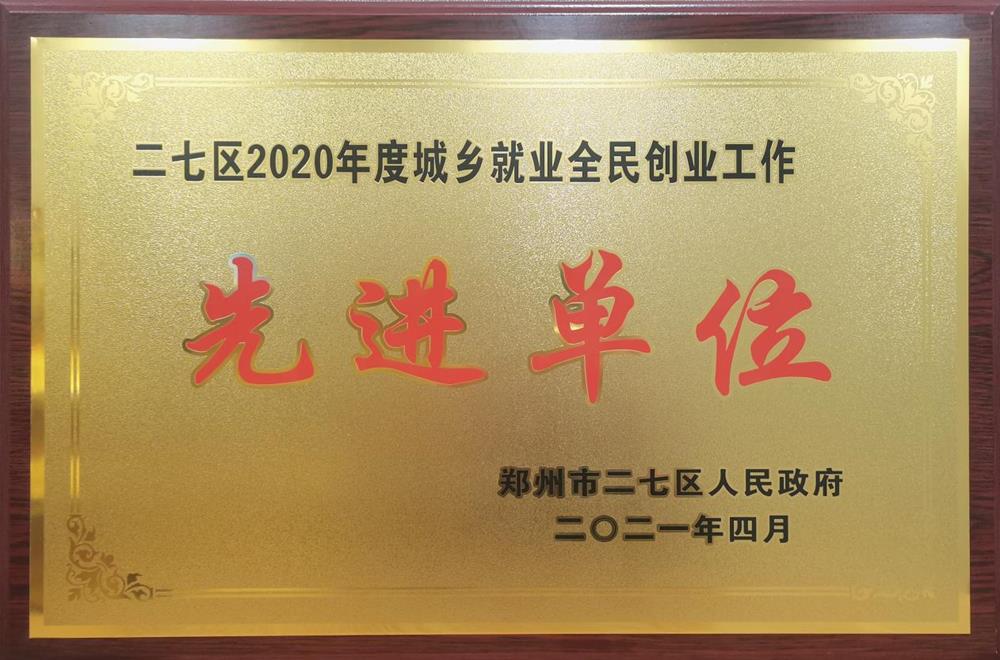 二七区2020年度城乡就业全民创业工作
先进单位
郑州市二七区人民政府
二〇二一年四月